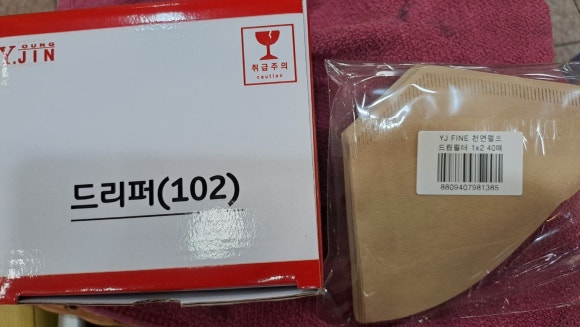 YOUNG
Y.JIN
취급주의
caution
드리퍼(102)
YJ FINE 천연펄프
드립필터 1x2 40매
8809407981385